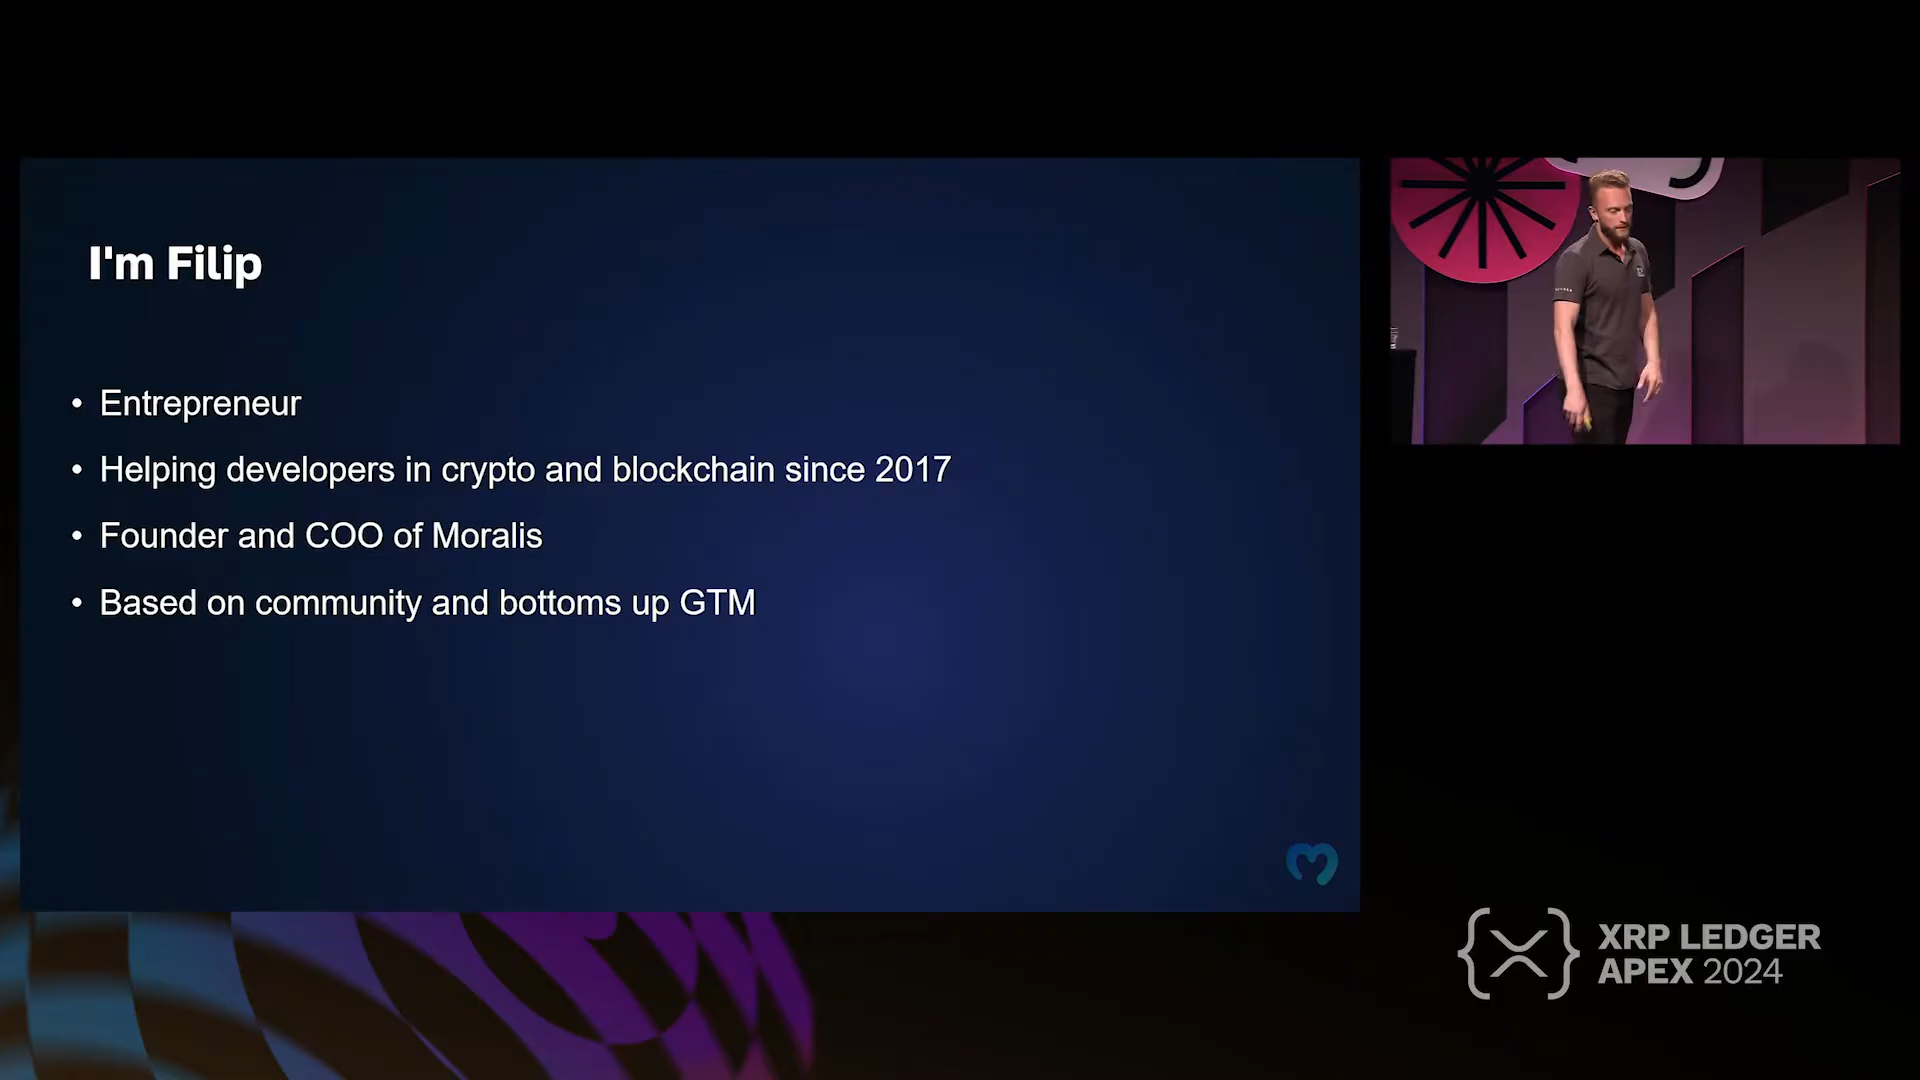 I'm Filip
• Entrepreneur
• Helping developers in crypto and blockchain since 2017
• Founder and COO of Moralis
• Based on community and bottoms up GTM
XRP LEDGER
APEX 2024